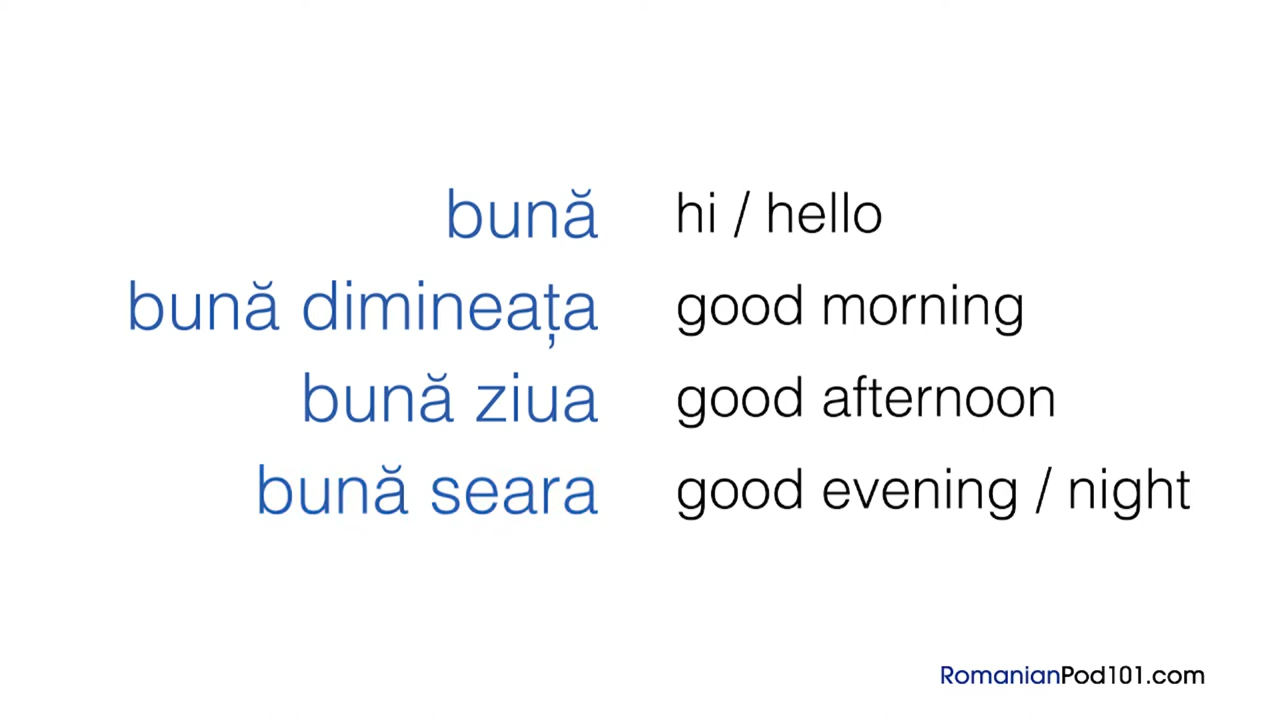 bună hi / hello
bună dimineața good morning
bună ziua good afternoon
bună seara good evening / night
RomanianPod101.com